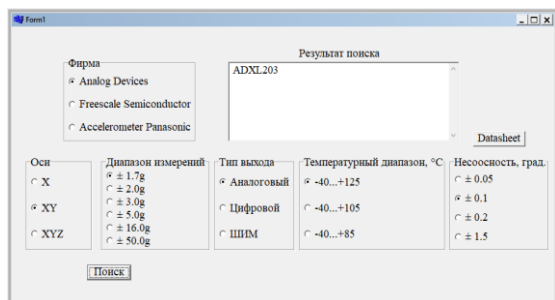 Form1
Фирма
Analog Devices
Freescale Semiconductor
Accelerometer Panasonic
Результат поиска
ADXL203
Datasheet
Оси
X
XY
XYZ
Диапазон измерений
± 1.7g
± 2.0g
± 3.0g
± 5.0g
± 16.0g
± 50.0g
Тип выхода
Аналоговый
Цифровой
ШИМ
Температурный диапазон, °C
-40...+125
-40...+105
-40...+85
Несоосность, град.
± 0.05
± 0.1
± 0.2
± 1.5
Поиск